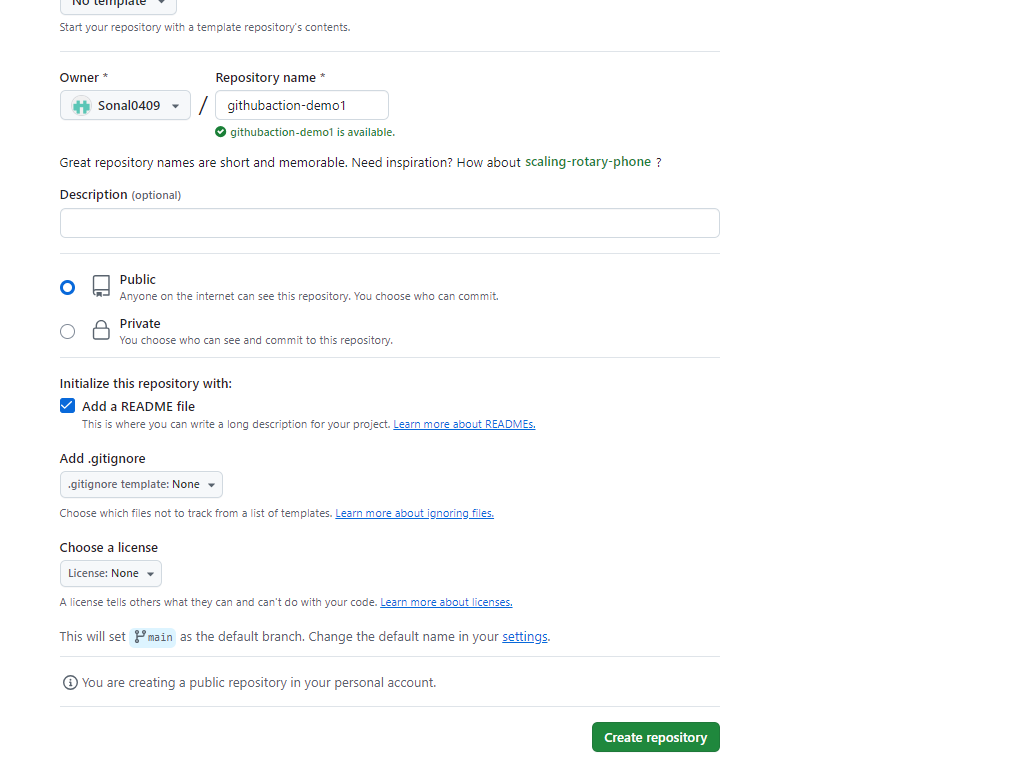 No template
Start your repository with a template repository's contents.
Owner *
Repository name *
Sonal0409 / githubaction-demo1
githubaction-demo1 is available.
Great repository names are short and memorable. Need inspiration? How about scaling-rotary-phone ?
Description (optional)
Public
Anyone on the internet can see this repository. You choose who can commit.
Private
You choose who can see and commit to this repository.
Initialize this repository with:
Add a README file
This is where you can write a long description for your project. Learn more about READMEs.
Add .gitignore
.gitignore template: None
Choose which files not to track from a list of templates. Learn more about ignoring files.
Choose a license
License: None
A license tells others what they can and can't do with your code. Learn more about licenses.
This will set main as the default branch. Change the default name in your settings.
You are creating a public repository in your personal account.
Create repository